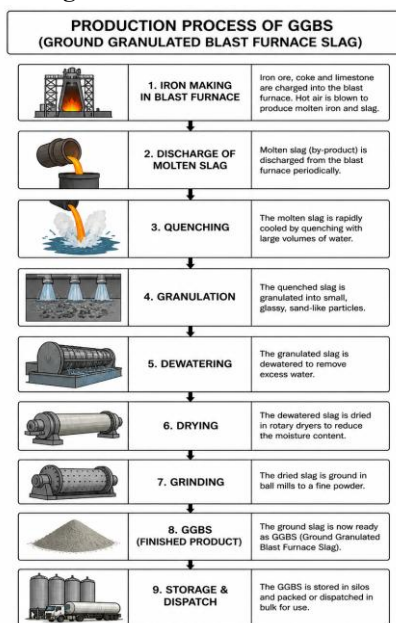 PRODUCTION PROCESS OF GGBS
(GROUND GRANULATED BLAST FURNACE SLAG)
1. IRON MAKING
IN BLAST FURNACE
Iron ore, coke and limestone
are charged into the blast
furnace. Hot air is blown to
produce molten iron and slag.
2. DISCHARGE OF
MOLTEN SLAG
Molten slag (by-product) is
discharged from the blast
furnace periodically.
3. QUENCHING
The molten slag is rapidly
cooled by quenching with
large volumes of water.
4. GRANULATION
The quenched slag is
granulated into small,
glassy, sand-like particles.
5. DEWATERING
The granulated slag is
dewatered to remove
excess water.
6. DRYING
The dewatered slag is dried
in rotary dryers to reduce
the moisture content.
7. GRINDING
The dried slag is ground in
ball mills to a fine powder.
8. GGBS
(FINISHED PRODUCT)
The ground slag is now ready
as GGBS (Ground Granulated
Blast Furnace Slag).
9. STORAGE &
DISPATCH
The GGBS is stored in silos
and packed or dispatched in
bulk for use.